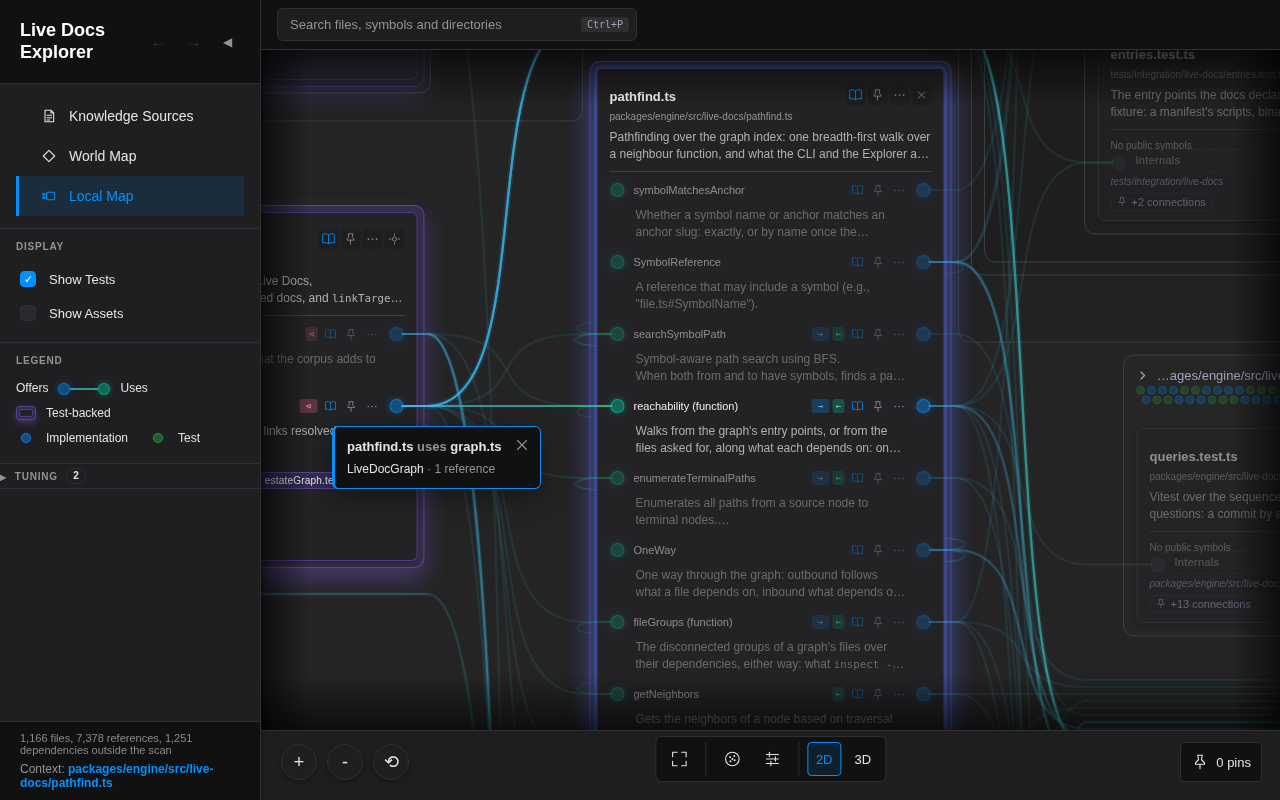 Live Docs
Explorer
Search files, symbols and directories
Ctrl+P
Knowledge Sources
World Map
Local Map
DISPLAY
Show Tests
Show Assets
LEGEND
Offers
Uses
Test-backed
Implementation
Test
TUNING
2
1,166 files, 7,378 references, 1,251
dependencies outside the scan
Context: packages/engine/src/live-
docs/pathfind.ts
Live Docs,
ed docs, and linkTarge…
at the corpus adds to
links resolved
estateGraph.te
pathfind.ts uses graph.ts
LiveDocGraph · 1 reference
pathfind.ts
packages/engine/src/live-docs/pathfind.ts
Pathfinding over the graph index: one breadth-first walk over
a neighbour function, and what the CLI and the Explorer a…
symbolMatchesAnchor
Whether a symbol name or anchor matches an
anchor slug: exactly, or by name once the…
SymbolReference
A reference that may include a symbol (e.g.,
"file.ts#SymbolName").
searchSymbolPath
Symbol-aware path search using BFS.
When both from and to have symbols, finds a pa…
reachability (function)
Walks from the graph's entry points, or from the
files asked for, along what each depends on: on…
enumerateTerminalPaths
Enumerates all paths from a source node to
terminal nodes.…
OneWay
One way through the graph: outbound follows
what a file depends on, inbound what depends o…
fileGroups (function)
The disconnected groups of a graph's files over
their dependencies, either way: what inspect -…
getNeighbors
Gets the neighbors of a node based on traversal
entries.test.ts
tests/integration/live-docs/entries.test.
The entry points the docs declar
fixture: a manifest's scripts, bina
No public symbols
Internals
tests/integration/live-docs
+2 connections
…ages/engine/src/live
queries.test.ts
packages/engine/src/live-doc
Vitest over the sequence
questions: a commit by a
No public symbols
Internals
packages/engine/src/live-docs
+13 connections
+
-
2D
3D
0 pins